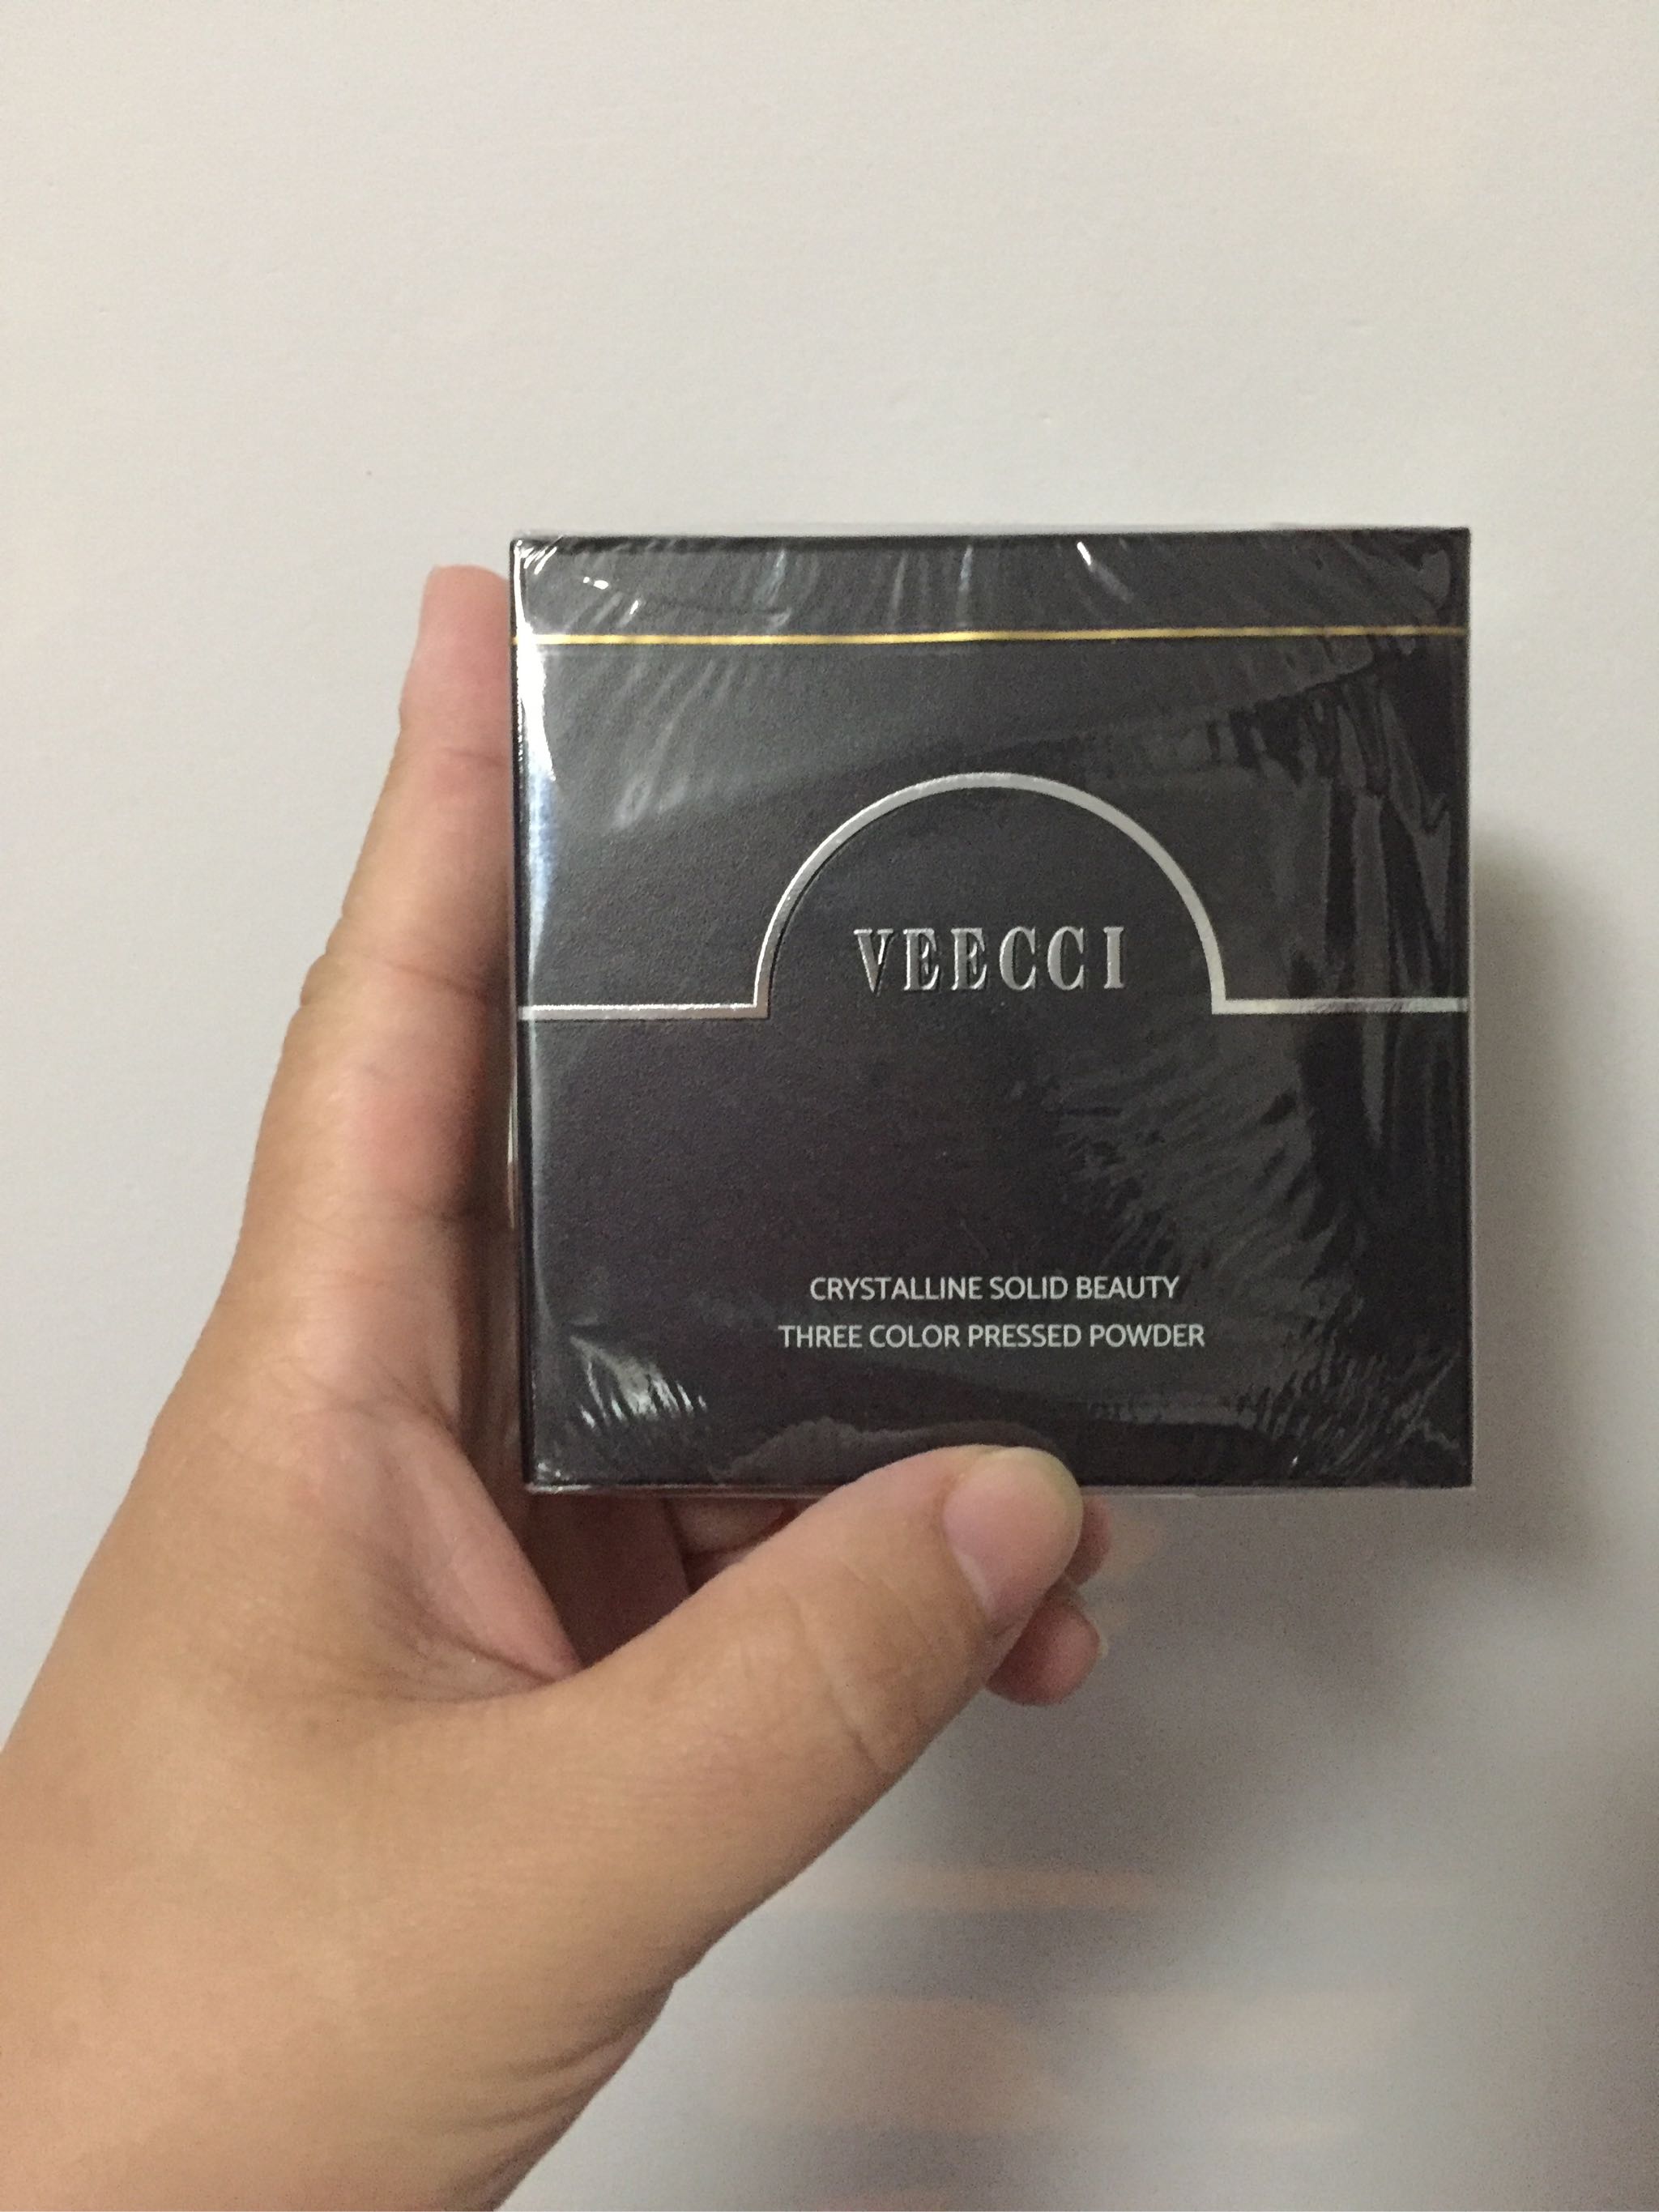 VEECCI
CRYSTALLINE SOLID BEAUTY
THREE COLOR PRESSED POWDER